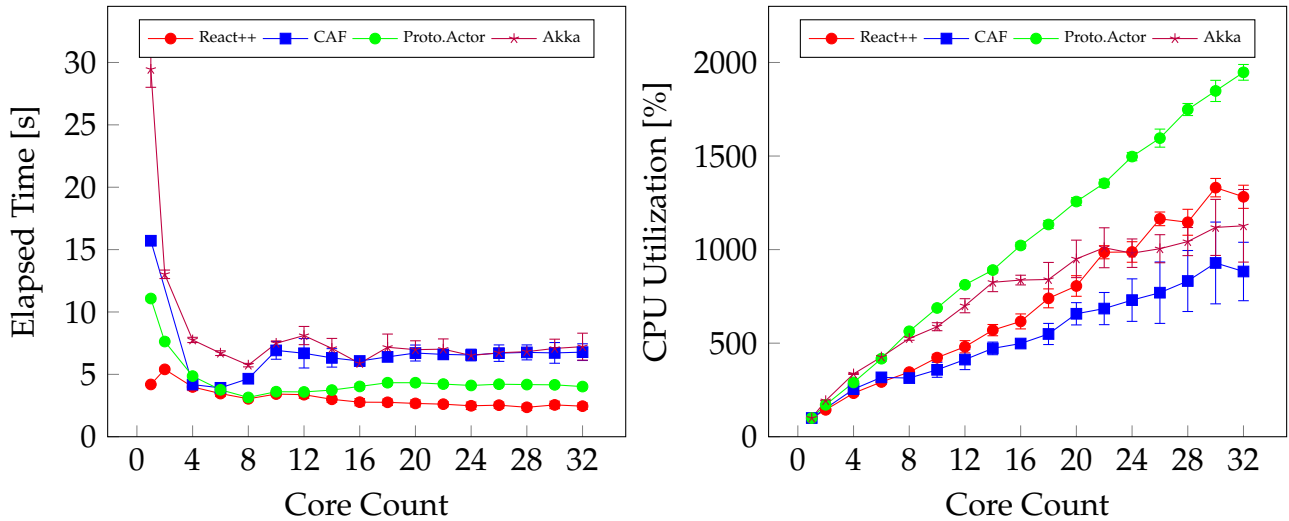 React++ CAF Proto.Actor Akka
Elapsed Time [s]
30
25
20
15
10
5
0
0 4 8 12 16 20 24 28 32
Core Count
React++ CAF Proto.Actor Akka
CPU Utilization [%]
2000
1500
1000
500
0
0 4 8 12 16 20 24 28 32
Core Count